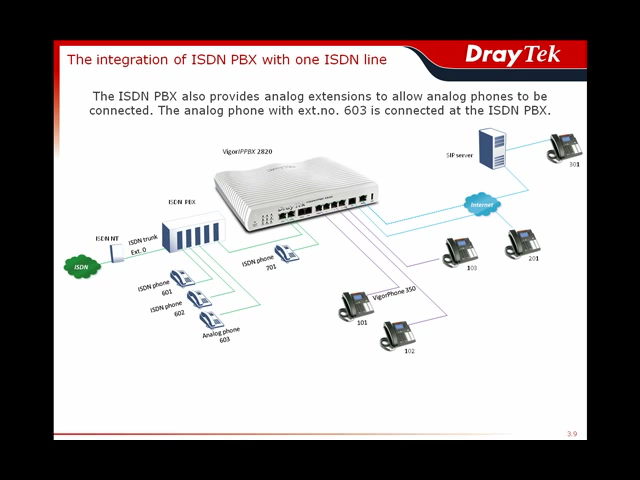 The integration of ISDN PBX with one ISDN line
DrayTek
The ISDN PBX also provides analog extensions to allow analog phones to be
connected. The analog phone with ext.no. 603 is connected at the ISDN PBX.
VigorIPPBX 2820
SIP server
301
ISDN PBX
Internet
ISDN NT
ISDN trunk
Ext. 0
ISDN
ISDN phone
701
103
201
ISDN phone
601
ISDN phone
602
Analog phone
603
VigorPhone 350
101
102
3.9